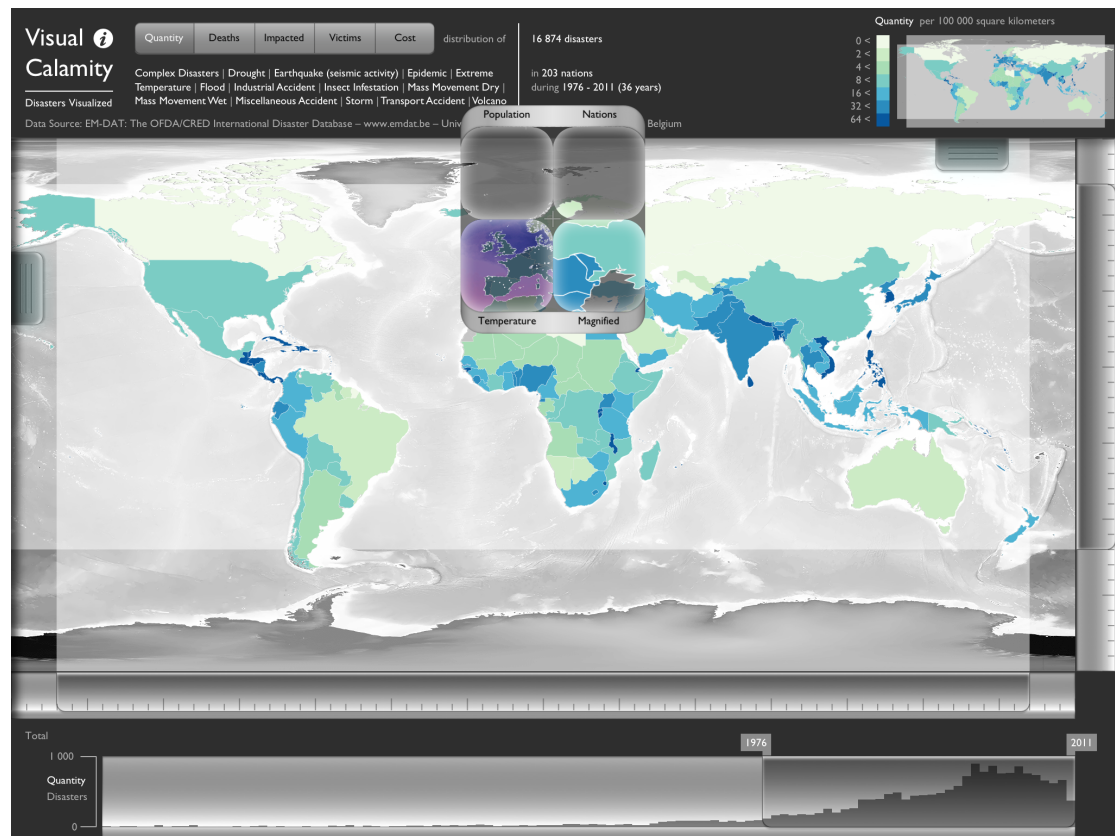 Visual i
Calamity
Disasters Visualized
Quantity Deaths Impacted Victims Cost distribution of
Complex Disasters | Drought | Earthquake (seismic activity) | Epidemic | Extreme
Temperature | Flood | Industrial Accident | Insect Infestation | Mass Movement Dry |
Mass Movement Wet | Miscellaneous Accident | Storm | Transport Accident | Volcano
16 874 disasters
in 203 nations
during 1976 - 2011 (36 years)
Data Source: EM-DAT: The OFDA/CRED International Disaster Database – www.emdat.be – Belgium
Quantity per 100 000 square kilometers
0 <
2 <
4 <
8 <
16 <
32 <
64 <
Population Nations
Temperature Magnified
Total
1976 2011
1 000
Quantity
Disasters
0